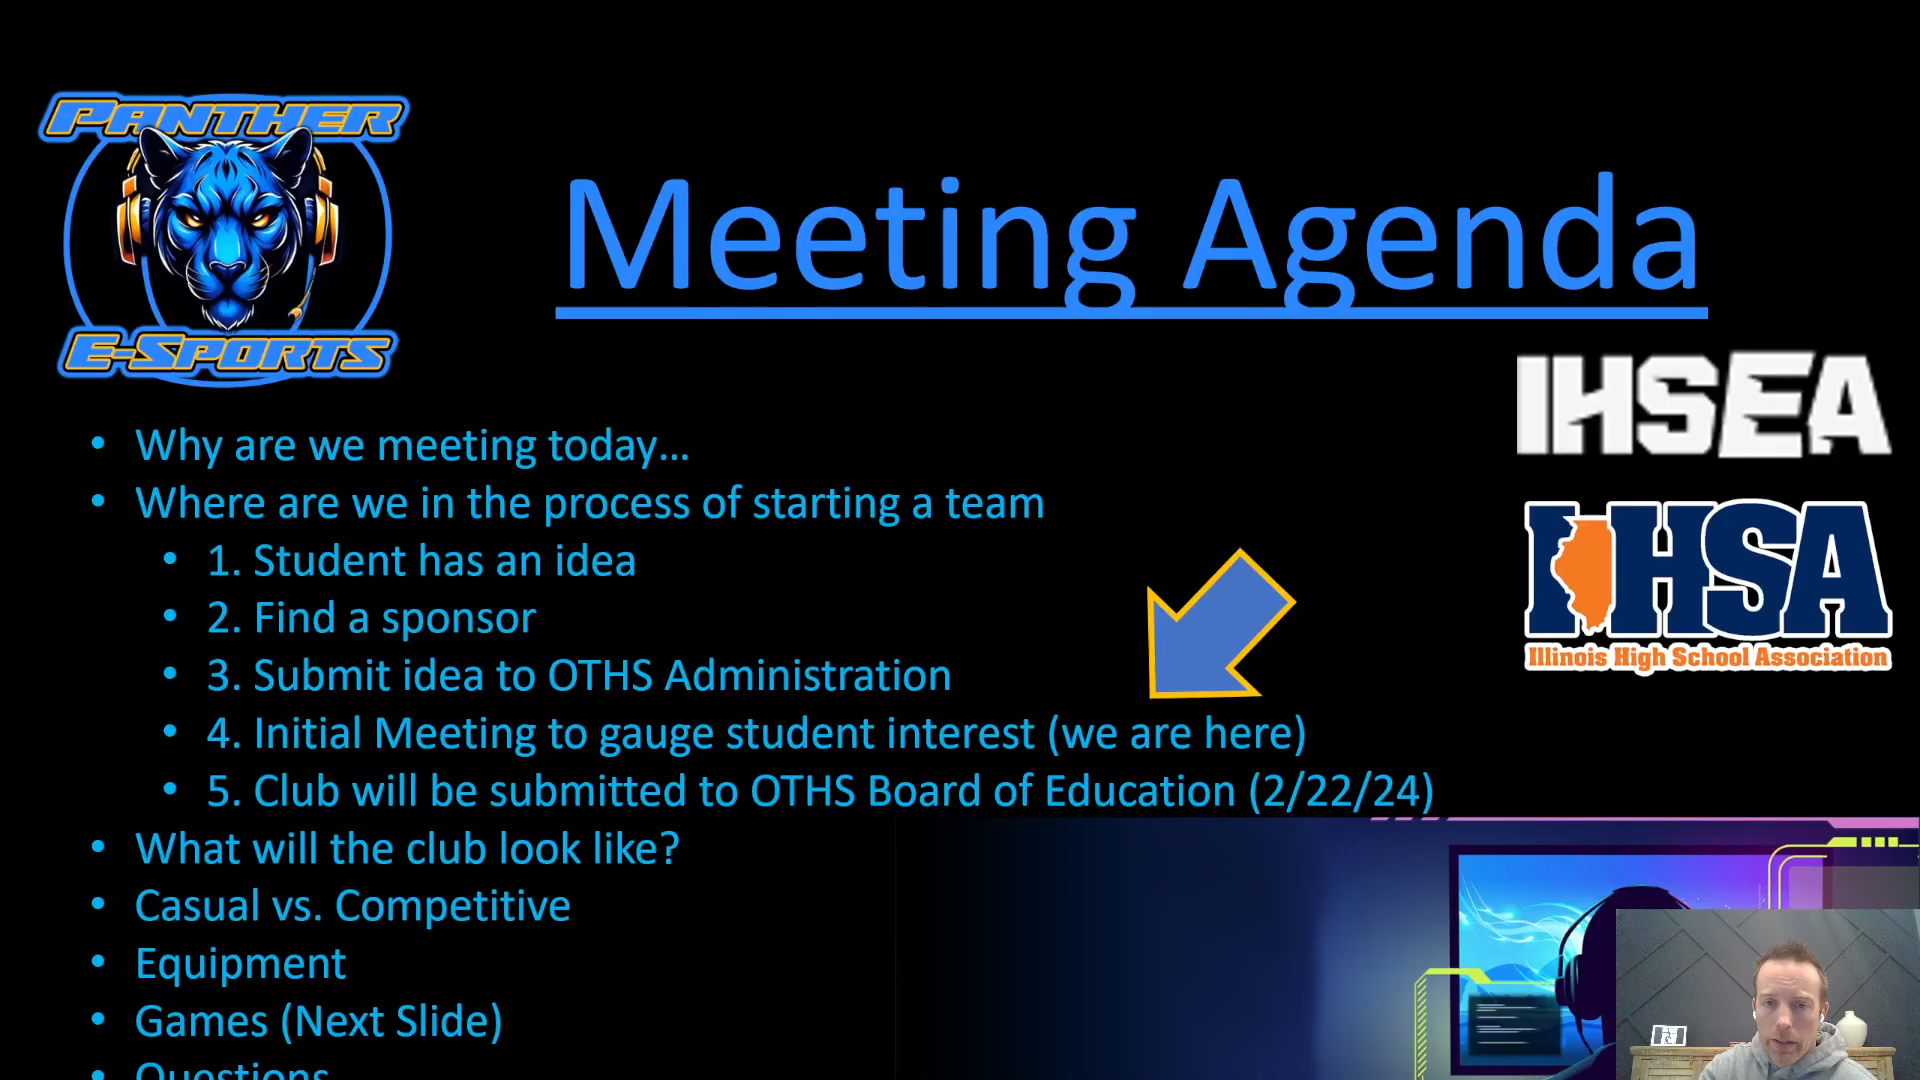 PANTHER
E-SPORTS
Meeting Agenda
IHSEA
IHSA
Illinois High School Association
• Why are we meeting today...
• Where are we in the process of starting a team
• 1. Student has an idea
• 2. Find a sponsor
• 3. Submit idea to OTHS Administration
• 4. Initial Meeting to gauge student interest (we are here)
• 5. Club will be submitted to OTHS Board of Education (2/22/24)
• What will the club look like?
• Casual vs. Competitive
• Equipment
• Games (Next Slide)
• Questions